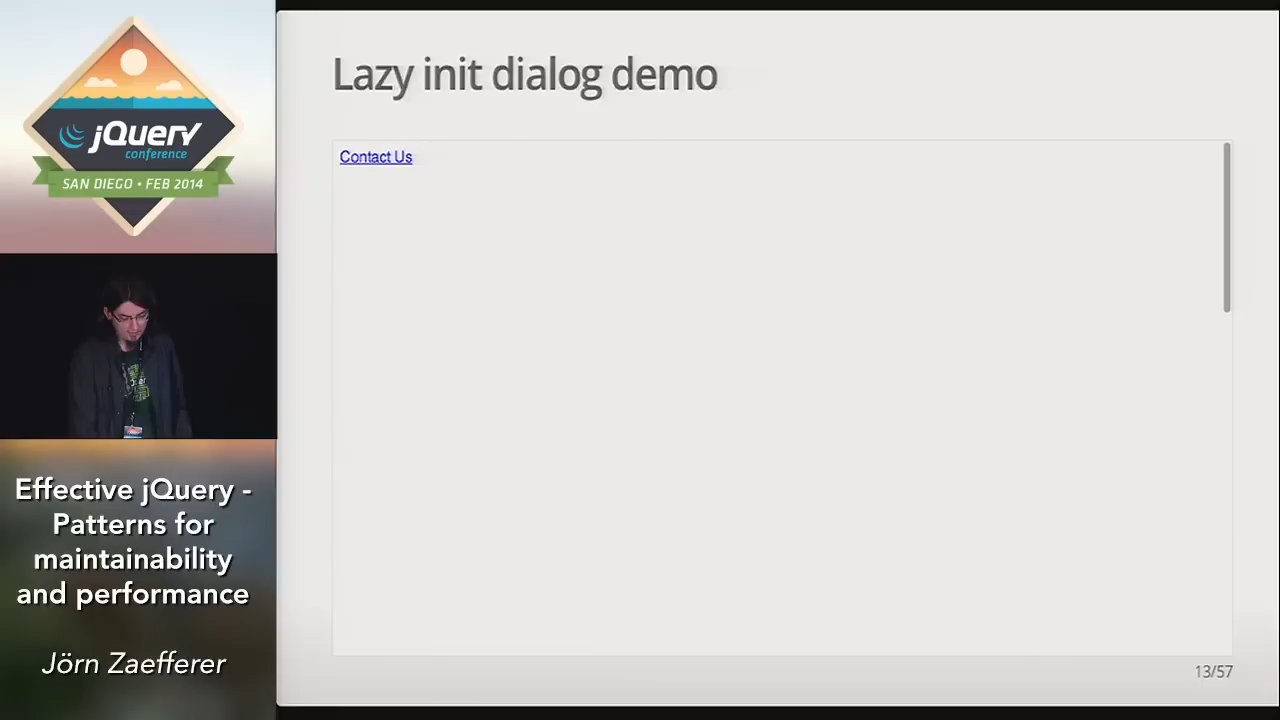 jQuery
conference
SAN DIEGO • FEB 2014
Effective jQuery -
Patterns for
maintainability
and performance
Jörn Zaefferer
Lazy init dialog demo
Contact Us
13/57